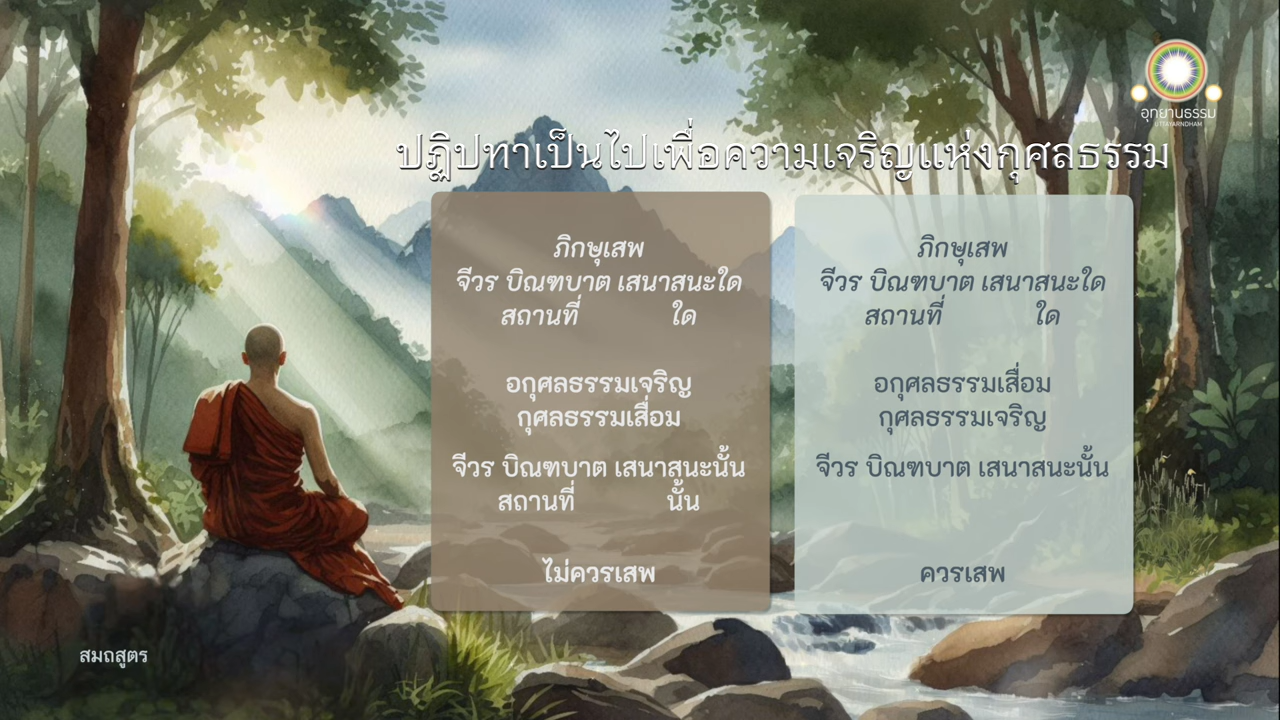 อุทยานธรรม
UTTAYARNDHAM
ปฏิปทาเป็นไปเพื่อความเจริญแห่งกุศลธรรม
ภิกษุเสพ
จีวร บิณฑบาต เสนาสนะใด
สถานที่ ใด
อกุศลธรรมเจริญ
กุศลธรรมเสื่อม
จีวร บิณฑบาต เสนาสนะนั้น
สถานที่ นั้น
ไม่ควรเสพ
ภิกษุเสพ
จีวร บิณฑบาต เสนาสนะใด
สถานที่ ใด
อกุศลธรรมเสื่อม
กุศลธรรมเจริญ
จีวร บิณฑบาต เสนาสนะนั้น
ควรเสพ
สมถสูตร